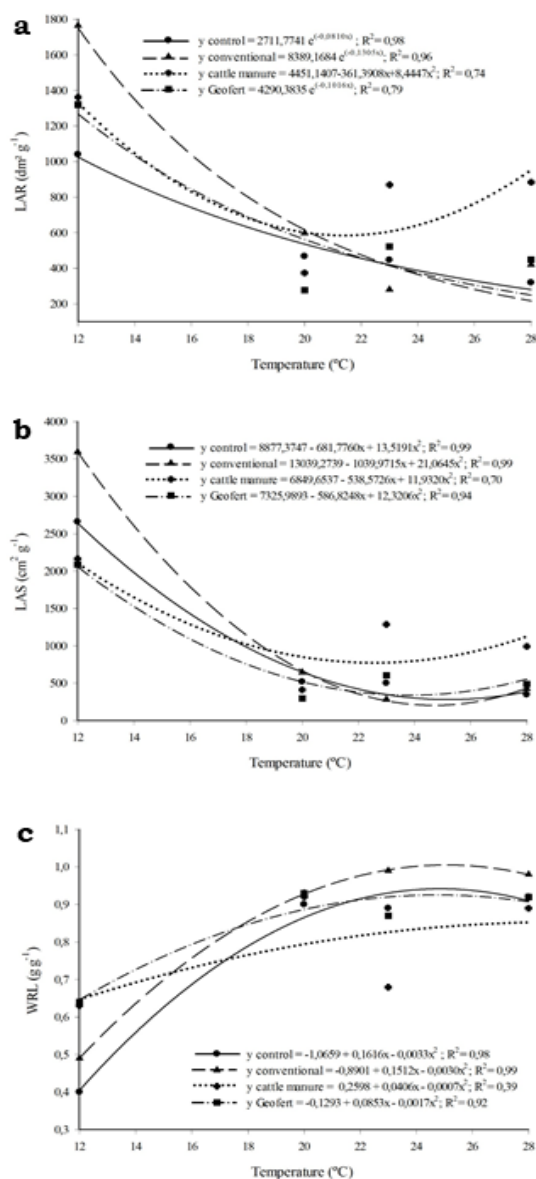 a
1800
1600
1400
1200
1000
800
600
400
LAR (dm² g⁻¹)
y control = 2711,7741 e^(-0,0810x); R² = 0,98
y conventional = 8389,1684 e^(-0,1305x); R² = 0,96
y cattle manure = 4451,1407-361,3908x+8,4447x²; R² = 0,74
y Geofert = 4290,3835 e^(-0,1016x); R² = 0,79
12 14 16 18 20 22 24 26 28
Temperature (ºC)
b
4000
3500
3000
2500
2000
1500
1000
500
0
LAS (cm² g⁻¹)
y control = 8877,3747 - 681,7760x + 13,5191x²; R² = 0,99
y conventional = 13039,2739 - 1039,9715x + 21,0645x²; R² = 0,99
y cattle manure = 6849,6537 - 538,5726x + 11,9320x²; R² = 0,70
y Geofert = 7325,9893 - 586,8248x + 12,3206x²; R² = 0,94
12 14 16 18 20 22 24 26 28
Temperature (ºC)
c
1,1
1,0
0,9
0,8
0,7
0,6
0,5
0,4
0,3
WRL (g g⁻¹)
y control = -1,0659 + 0,1616x - 0,0033x²; R² = 0,98
y conventional = -0,8901 + 0,1512x - 0,0030x²; R² = 0,99
y cattle manure = 0,2598 + 0,0406x - 0,0007x²; R² = 0,39
y Geofert = -0,1293 + 0,0853x - 0,0017x²; R² = 0,92
12 14 16 18 20 22 24 26 28
Temperature (ºC)